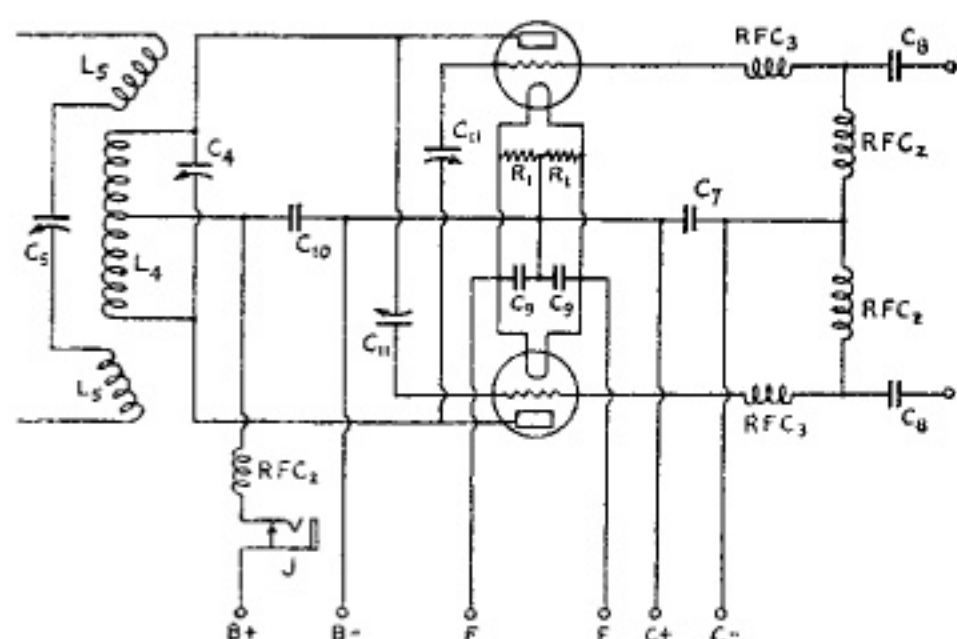 RFC₃
C₈
L₅
C₁₁
C₄
R₁
R₁
RFC₂
C₇
C₅
L₄
C₁₀
C₉
C₉
RFC₂
C₁₁
L₅
RFC₃
C₈
RFC₂
J
B+
B-
F
F
C+
C-